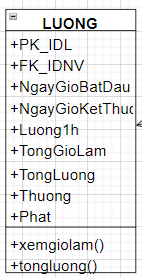 LUONG
+PK_IDL
+FK_IDNV
+NgayGioBatDau
+NgayGioKetThuc
+Luong1h
+TongGioLam
+TongLuong
+Thuong
+Phat
+xemgiolam()
+tongluong()